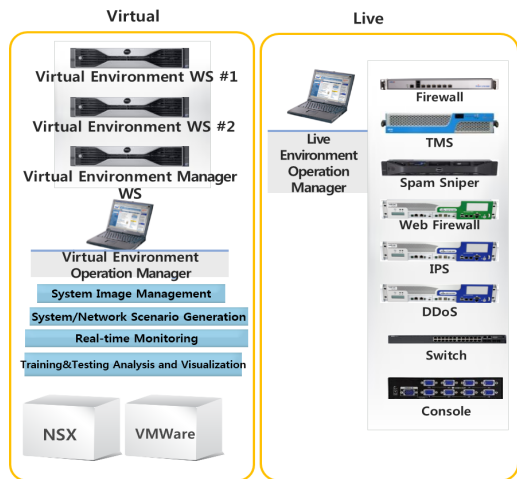 Virtual
Virtual Environment WS #1
Virtual Environment WS #2
Virtual Environment Manager
WS
Virtual Environment
Operation Manager
System Image Management
System/Network Scenario Generation
Real-time Monitoring
Training&Testing Analysis and Visualization
NSX
VMWare
Live
Live
Environment
Operation
Manager
Firewall
TMS
Spam Sniper
Web Firewall
IPS
DDoS
Switch
Console